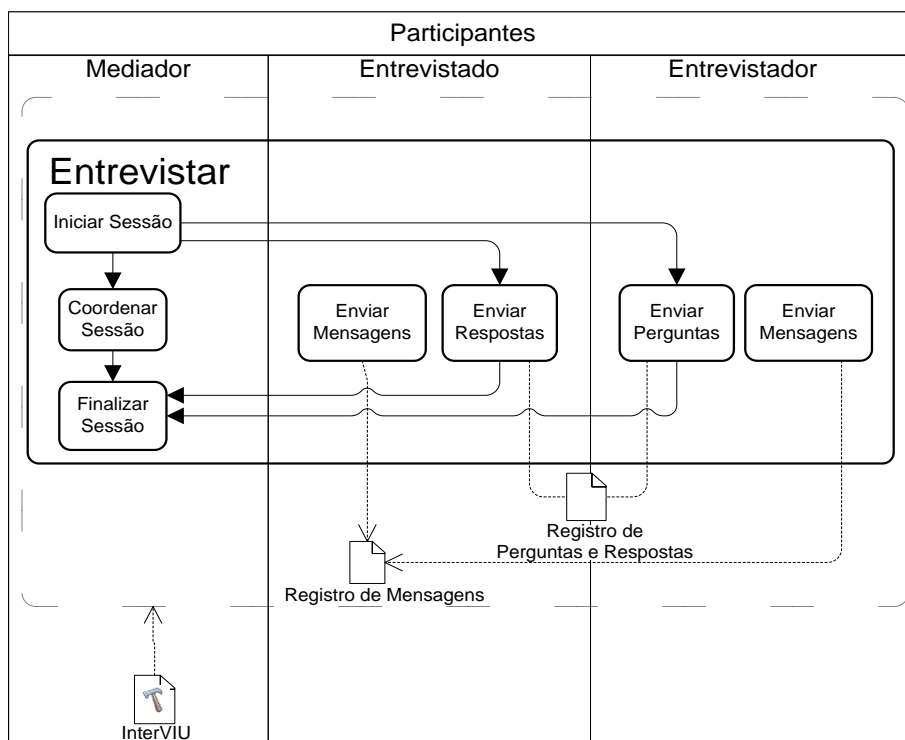 Participantes
Mediador
Entrevistado
Entrevistador
Entrevistar
Iniciar Sessão
Coordenar
Sessão
Enviar
Mensagens
Enviar
Respostas
Enviar
Perguntas
Enviar
Mensagens
Finalizar
Sessão
Registro de
Perguntas e Respostas
Registro de Mensagens
InterVIU